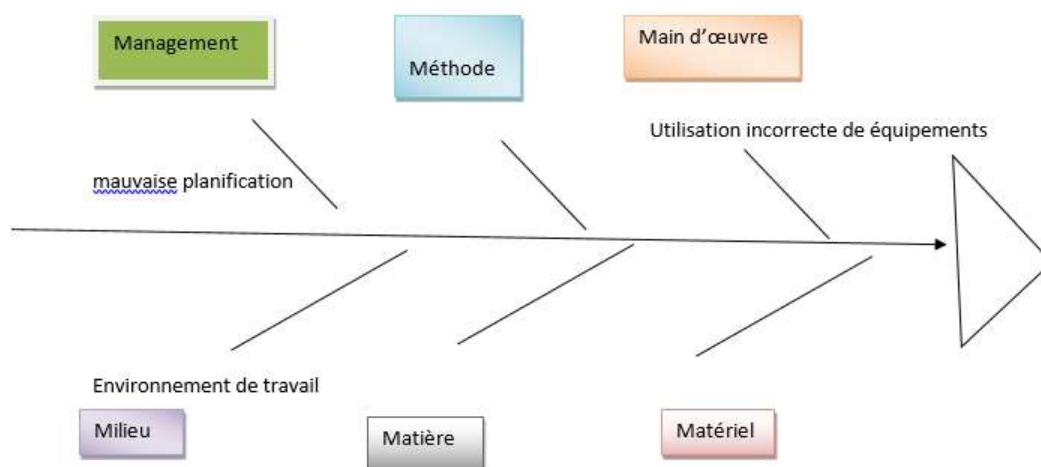 Management
Méthode
Main d'œuvre
Utilisation incorrecte de équipements
mauvaise planification
Environnement de travail
Milieu
Matière
Matériel